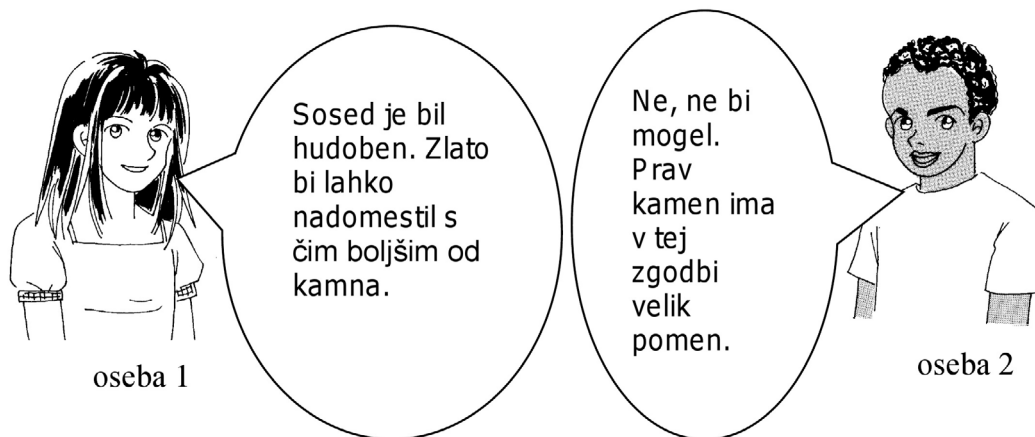 Sosed je bil
hudoben. Zlato
bi lahko
nadomestil s
čim boljšim od
kamna.
Ne, ne bi
mogel.
Prav
kamen ima
v tej
zgodbi
velik
pomen.
oseba 1
oseba 2